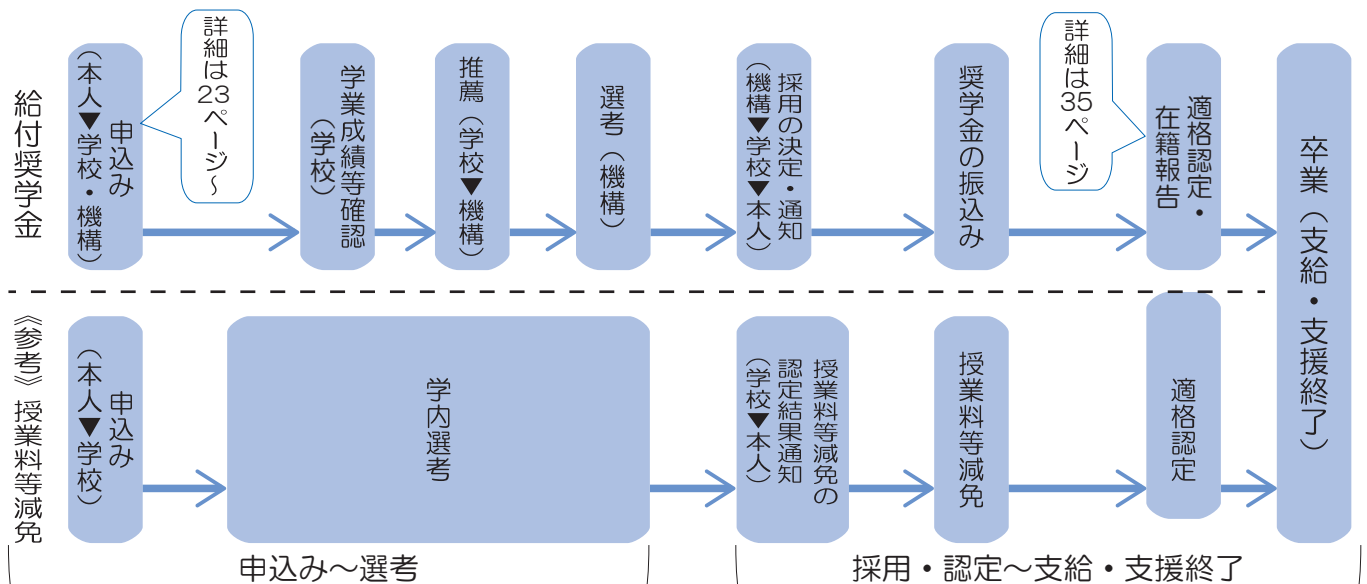 給付奨学金
申込み
（本人▼学校・機構）
詳細は23ページ～
学業成績等確認
（学校）
推薦（学校▼機構）
選考（機構）
採用の決定・通知
（機構▼学校▼本人）
奨学金の振込み
詳細は35ページ
適格認定・
在籍報告
卒業（支給・支援終了）
《参考》授業料等減免
申込み
（本人▼学校）
学内選考
授業料等減免の
認定結果通知
（学校▼本人）
授業料等減免
適格認定
申込み～選考
採用・認定～支給・支援終了